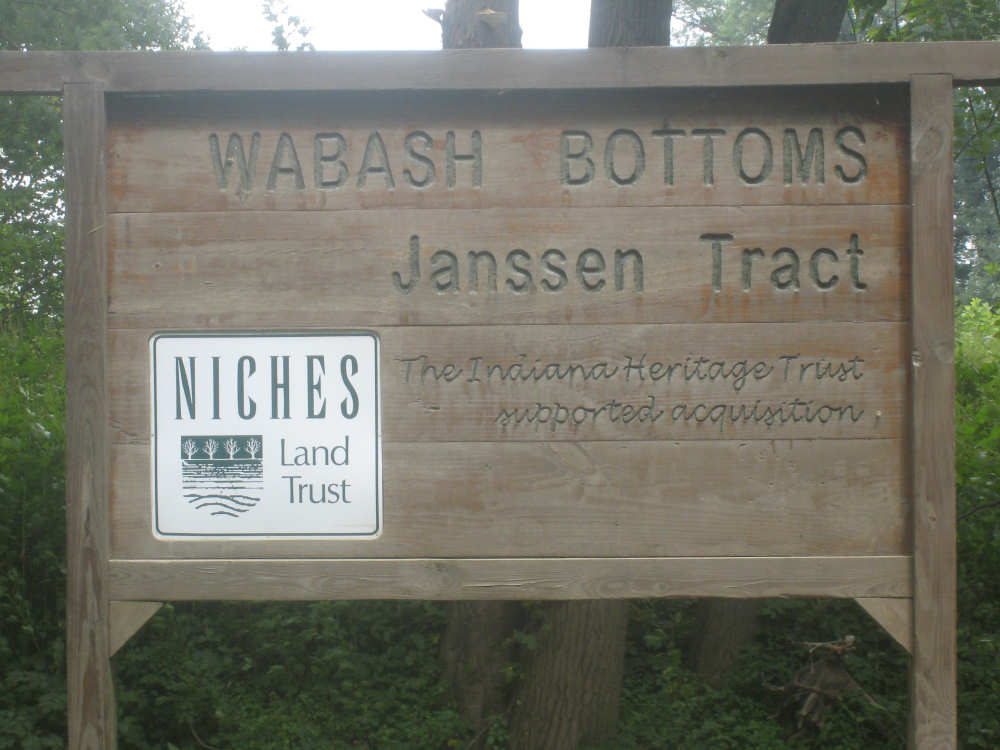 WABASH BOTTOMS
Janssen Tract
The Indiana Heritage Trust
supported acquisition
NICHES
Land
Trust